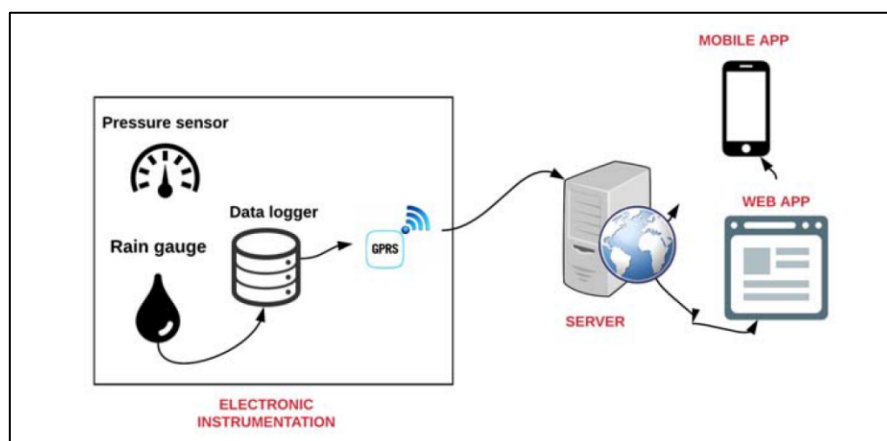 MOBILE APP
Pressure sensor
Data logger
Rain gauge
GPRS
WEB APP
SERVER
ELECTRONIC
INSTRUMENTATION